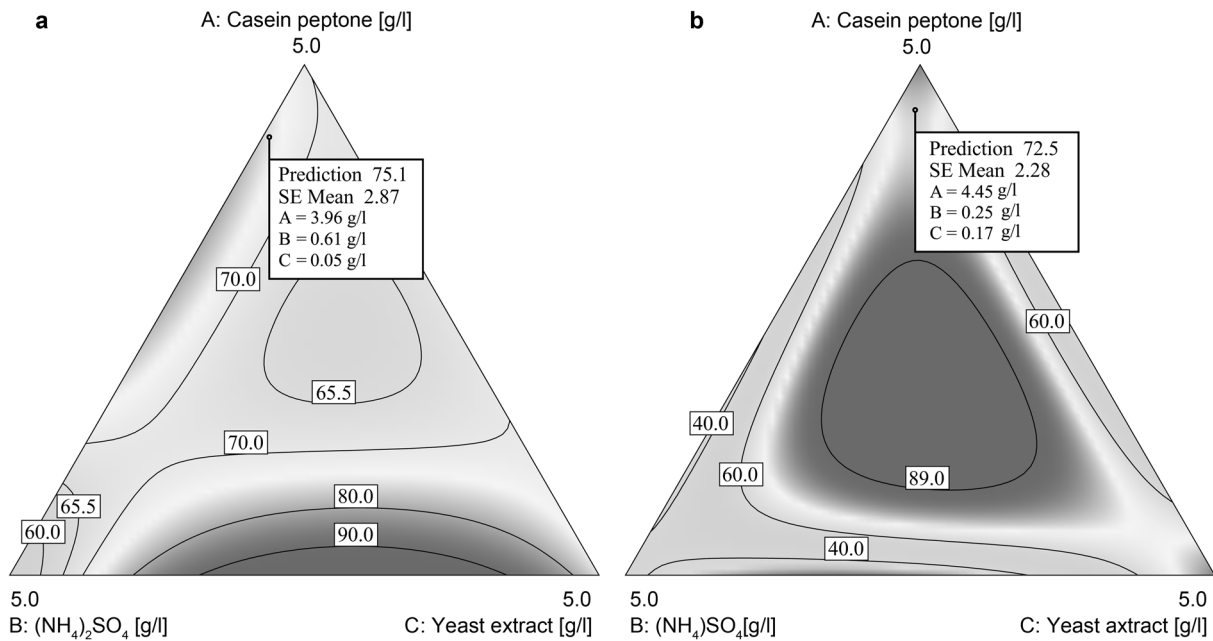 a
A: Casein peptone [g/l]
5.0
Prediction 75.1
SE Mean 2.87
A = 3.96 g/l
B = 0.61 g/l
C = 0.05 g/l
70.0
65.5
70.0
80.0
65.5
60.0
90.0
5.0
5.0
B: (NH4)2SO4 [g/l]
C: Yeast extract [g/l]
b
A: Casein peptone [g/l]
5.0
Prediction 72.5
SE Mean 2.28
A = 4.45 g/l
B = 0.25 g/l
C = 0.17 g/l
60.0
40.0
60.0
89.0
40.0
5.0
5.0
B: (NH4)SO4[g/l]
C: Yeast axtract [g/l]